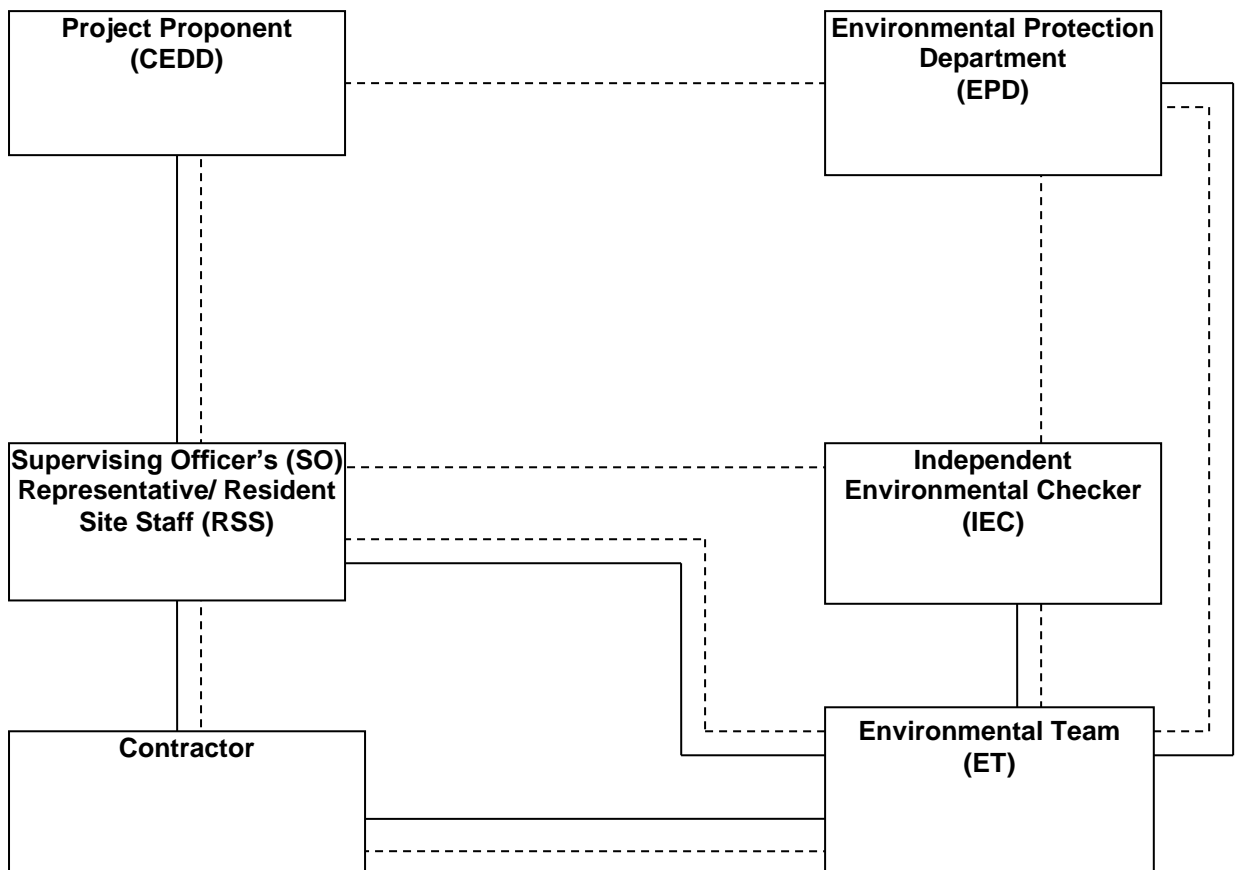 Project Proponent
(CEDD)
Environmental Protection
Department
(EPD)
Supervising Officer's (SO)
Representative/ Resident
Site Staff (RSS)
Independent
Environmental Checker
(IEC)
Contractor
Environmental Team
(ET)